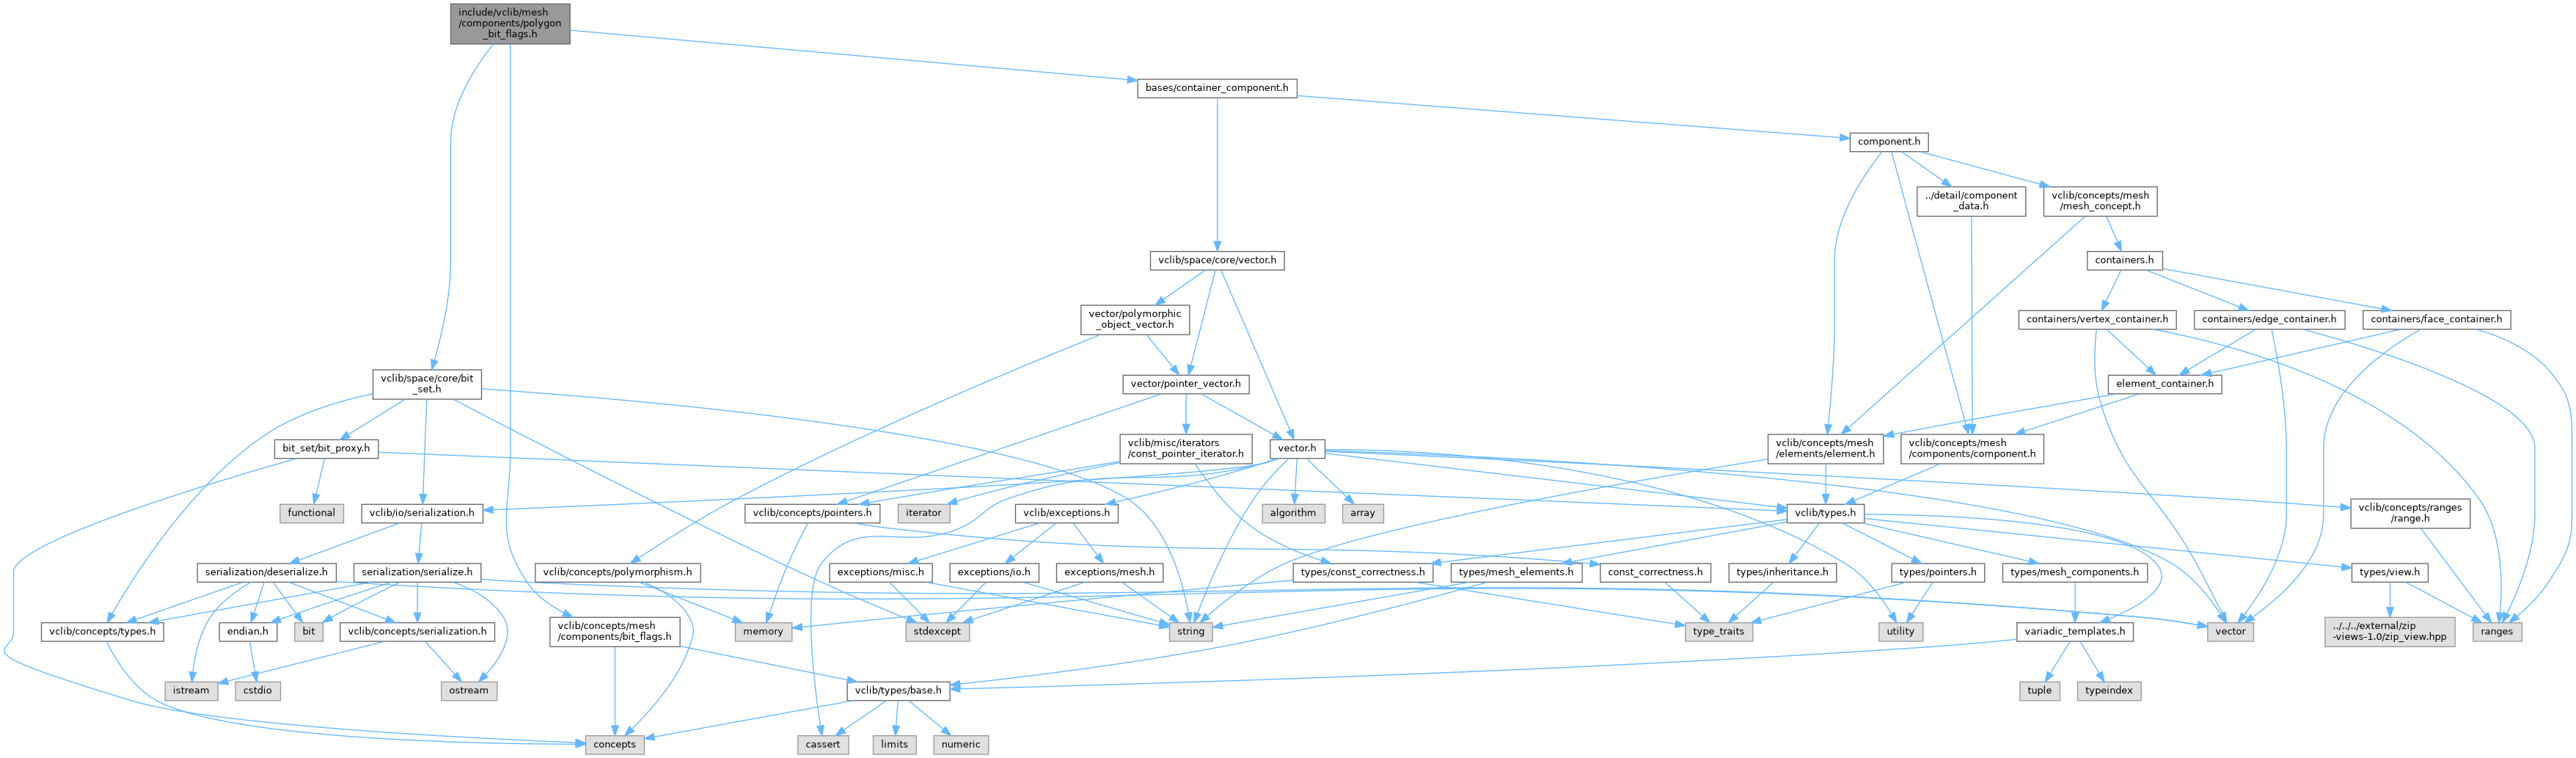 include/vclib/mesh
/components/polygon
_bit_flags.h
bases/container_component.h
component.h
../detail/component
_data.h
vclib/concepts/mesh
/mesh_concept.h
vclib/space/core/vector.h
containers.h
vector/polymorphic
_object_vector.h
containers/vertex_container.h
containers/edge_container.h
containers/face_container.h
vclib/space/core/bit
_set.h
vector/pointer_vector.h
element_container.h
bit_set/bit_proxy.h
vclib/misc/iterators
/const_pointer_iterator.h
vector.h
vclib/concepts/mesh
/elements/element.h
vclib/concepts/mesh
/components/component.h
functional
vclib/io/serialization.h
vclib/concepts/pointers.h
iterator
vclib/exceptions.h
algorithm
array
vclib/types.h
vclib/concepts/ranges
/range.h
serialization/deserialize.h
serialization/serialize.h
vclib/concepts/polymorphism.h
exceptions/misc.h
exceptions/io.h
exceptions/mesh.h
types/const_correctness.h
types/mesh_elements.h
const_correctness.h
types/inheritance.h
types/pointers.h
types/mesh_components.h
types/view.h
vclib/concepts/types.h
endian.h
bit
vclib/concepts/serialization.h
vclib/concepts/mesh
/components/bit_flags.h
memory
stdexcept
string
type_traits
utility
variadic_templates.h
vector
../../../external/zip
-views-1.0/zip_view.hpp
ranges
istream
cstdio
ostream
vclib/types/base.h
tuple
typeindex
concepts
cassert
limits
numeric